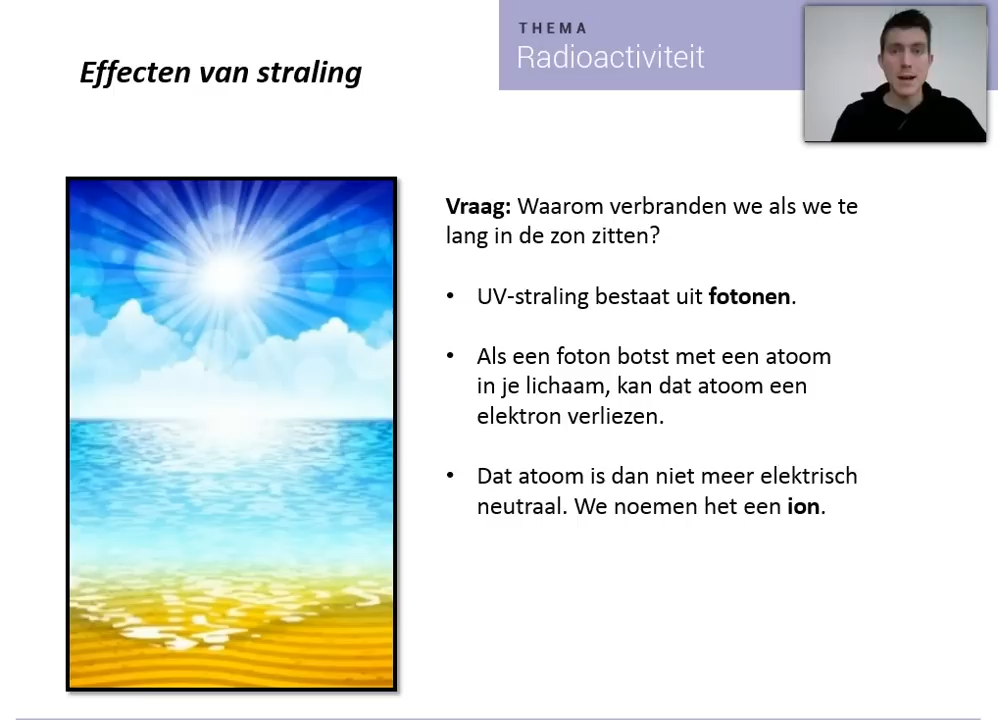 THEMA
Radioactiviteit
Effecten van straling
Vraag: Waarom verbranden we als we te
lang in de zon zitten?
• UV-straling bestaat uit fotonen.
• Als een foton botst met een atoom
in je lichaam, kan dat atoom een
elektron verliezen.
• Dat atoom is dan niet meer elektrisch
neutraal. We noemen het een ion.